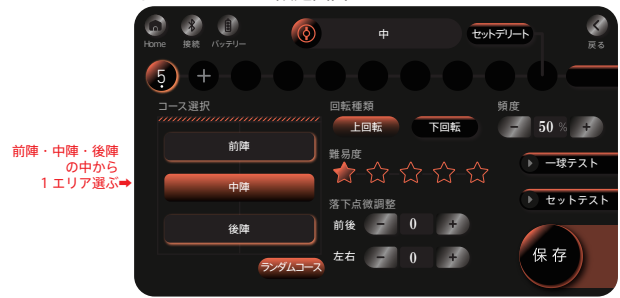 Home 接続 バッテリー 中 セットデリート 戻る
5 +
コース選択 回転種類 頻度
上回転 下回転 - 50 % +
前陣
難易度
前陣・中陣・後陣
の中から
1 エリア選ぶ➡
中陣
一球テスト
落下点微調整
セットテスト
後陣
前後 - 0 +
左右 - 0 +
保存
ランダムコース